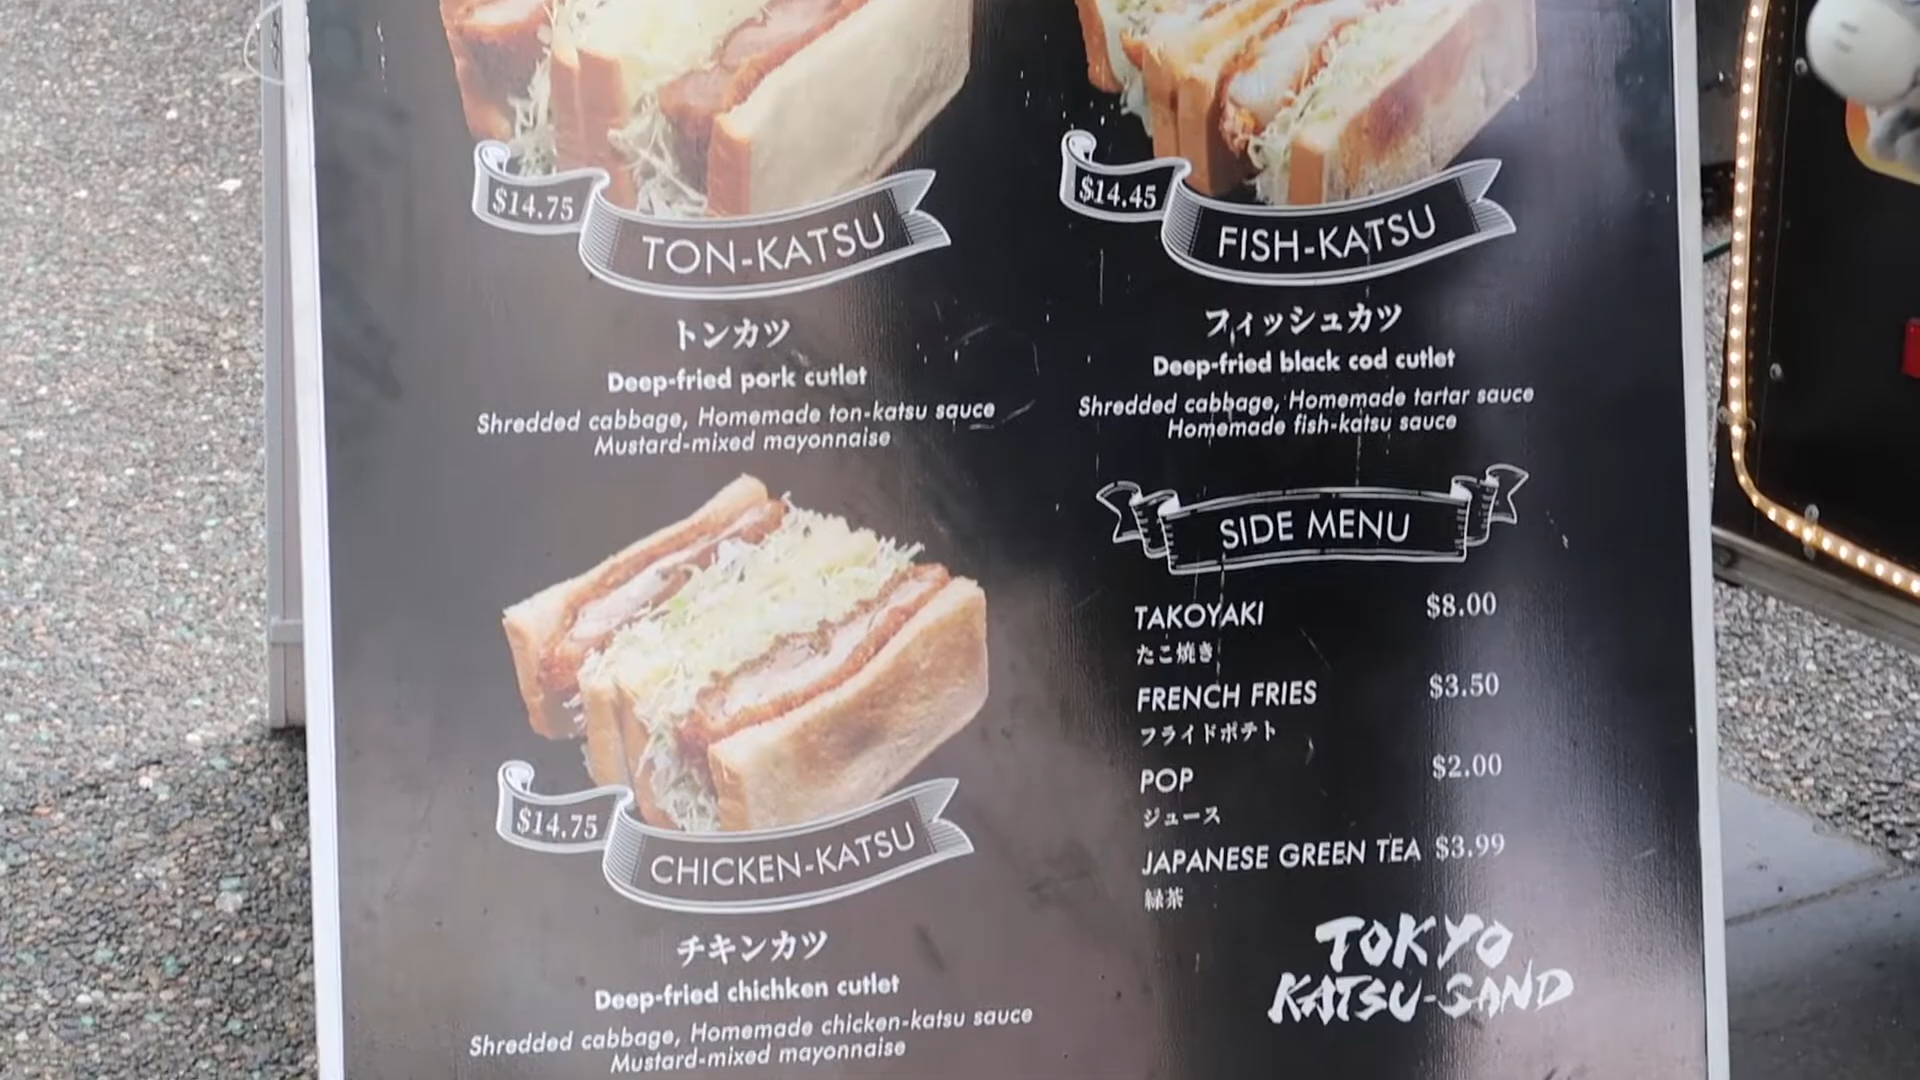 $14.75
TON-KATSU
トンカツ
Deep-fried pork cutlet
Shredded cabbage, Homemade ton-katsu sauce
Mustard-mixed mayonnaise
$14.45
FISH-KATSU
フィッシュカツ
Deep-fried black cod cutlet
Shredded cabbage, Homemade tartar sauce
Homemade fish-katsu sauce
$14.75
CHICKEN-KATSU
チキンカツ
Deep-fried chichken cutlet
Shredded cabbage, Homemade chicken-katsu sauce
Mustard-mixed mayonnaise
SIDE MENU
TAKOYAKI $8.00
たこ焼き
FRENCH FRIES $3.50
フライドポテト
POP $2.00
ジュース
JAPANESE GREEN TEA $3.99
緑茶
TOKYO
KATSU-SAND